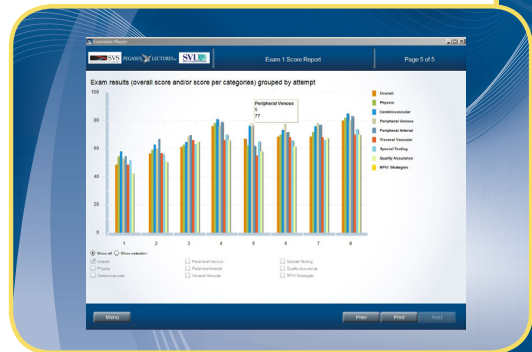 Examination Player
SVS PEGASUS LECTURES SVI Exam 1 Score Report Page 5 of 5
Exam results (overall score and/or score per categories) grouped by attempt
100
80
60
40
20
0
Peripheral Venous
77
1 2 3 4 5 6 7 8
Overall
Physics
Cerebrovascular
Peripheral Venous
Peripheral Arterial
Visceral Vascular
Special Testing
Quality Assurance
RPVI Strategies
Show all Show selection
Overall Peripheral Venous Special Testing
Physics Peripheral Arterial Quality Assurance
Cerebrovascular Visceral Vascular RPVI Strategies
Menu Prev Print Next